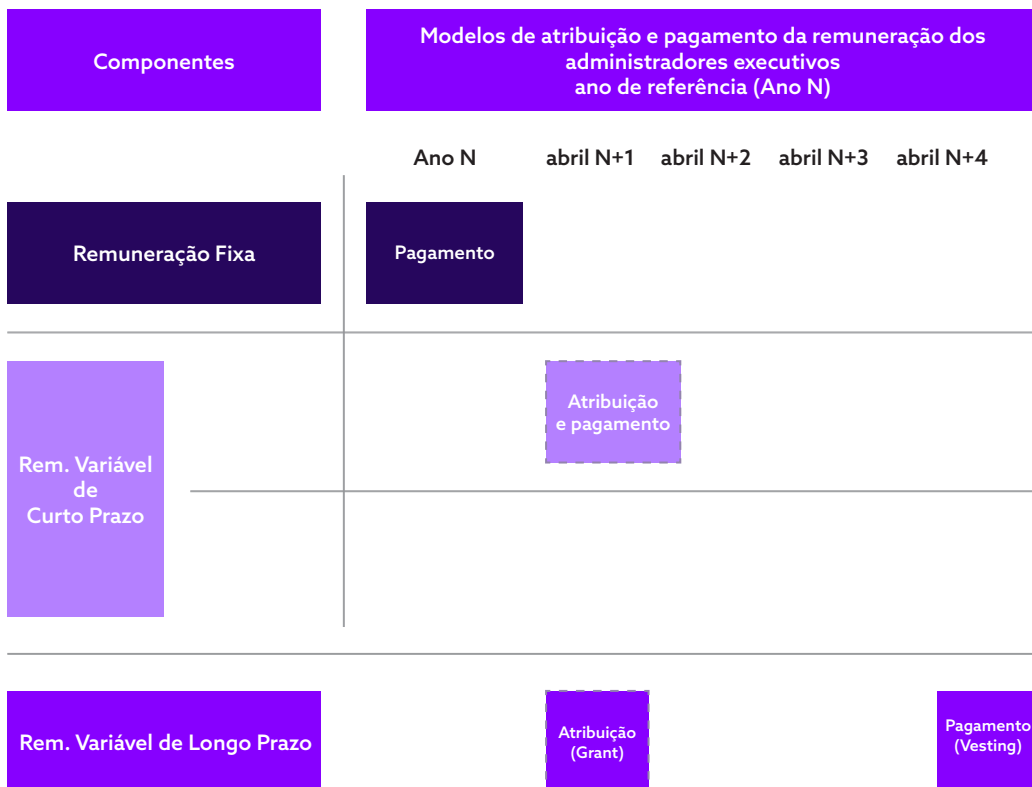 Componentes
Modelos de atribuição e pagamento da remuneração dos
administradores executivos
ano de referência (Ano N)
Ano N
abril N+1
abril N+2
abril N+3
abril N+4
Remuneração Fixa
Pagamento
Rem. Variável
de
Curto Prazo
Atribuição
e pagamento
Rem. Variável de Longo Prazo
Atribuição
(Grant)
Pagamento
(Vesting)